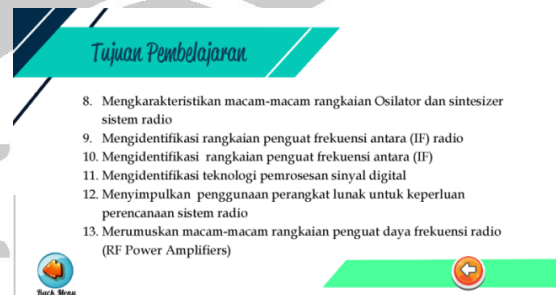 Tujuan Pembelajaran
8. Mengkarakteristikan macam-macam rangkaian Osilator dan sintesizer
sistem radio
9. Mengidentifikasi rangkaian penguat frekuensi antara (IF) radio
10. Mengidentifikasi rangkaian penguat frekuensi antara (IF)
11. Mengidentifikasi teknologi pemrosesan sinyal digital
12. Menyimpulkan penggunaan perangkat lunak untuk keperluan
perencanaan sistem radio
13. Merumuskan macam-macam rangkaian penguat daya frekuensi radio
(RF Power Amplifiers)
Back Menu